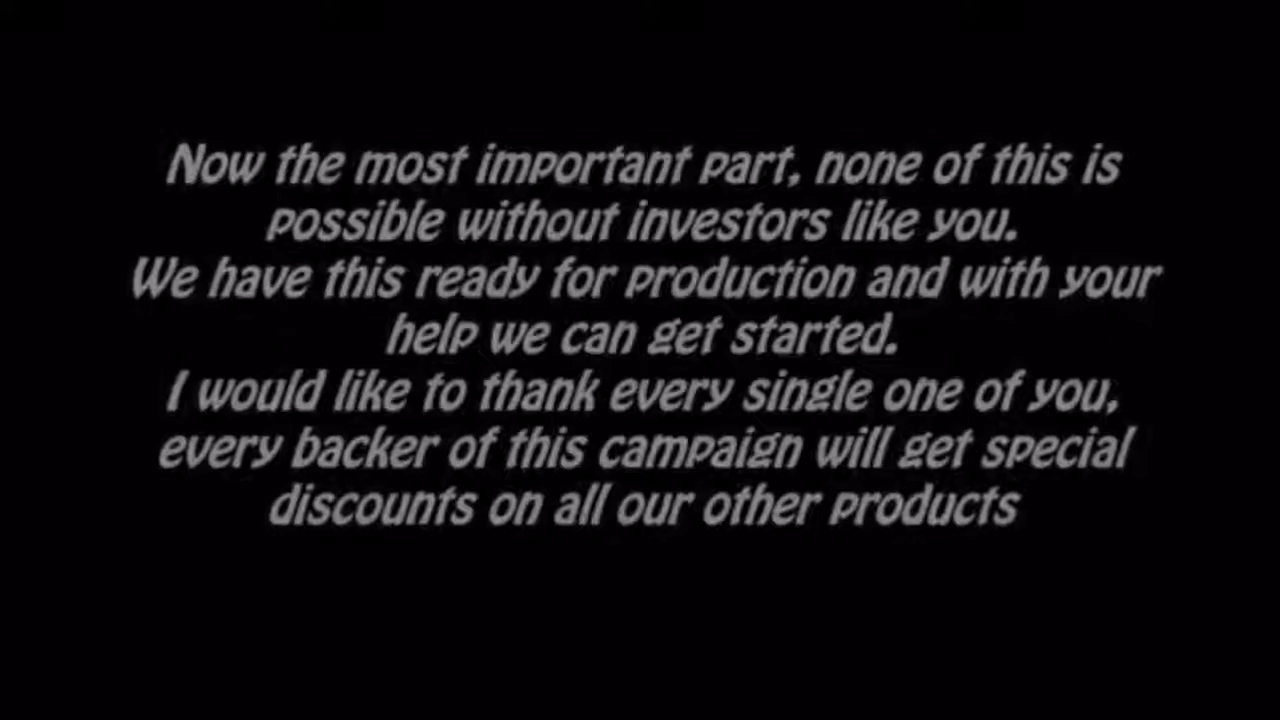 Now the most important part, none of this is
possible without investors like you.
We have this ready for production and with your
help we can get started.
I would like to thank every single one of you,
every backer of this campaign will get special
discounts on all our other products